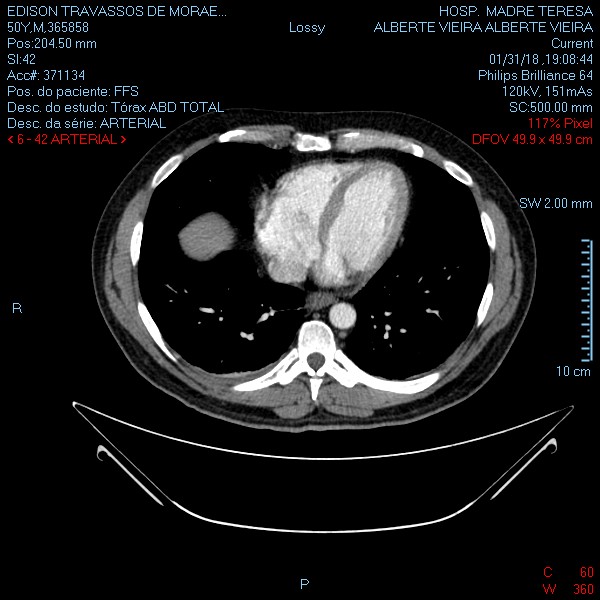 EDISON TRAVASSOS DE MORAE...
50Y,M,365858
Pos:204.50 mm
SI:42
Acc#: 371134
Pos. do paciente: FFS
Desc. do estudo: Tórax ABD TOTAL
Desc. da série: ARTERIAL
< 6 - 42 ARTERIAL >
Lossy
HOSP. MADRE TERESA
ALBERTE VIEIRA ALBERTE VIEIRA
Current
01/31/18 ,19:08:44
Philips Brilliance 64
120kV, 151mAs
SC:500.00 mm
117% Pixel
DFOV 49.9 x 49.9 cm
SW 2.00 mm
R
10 cm
P
C 60
W 360